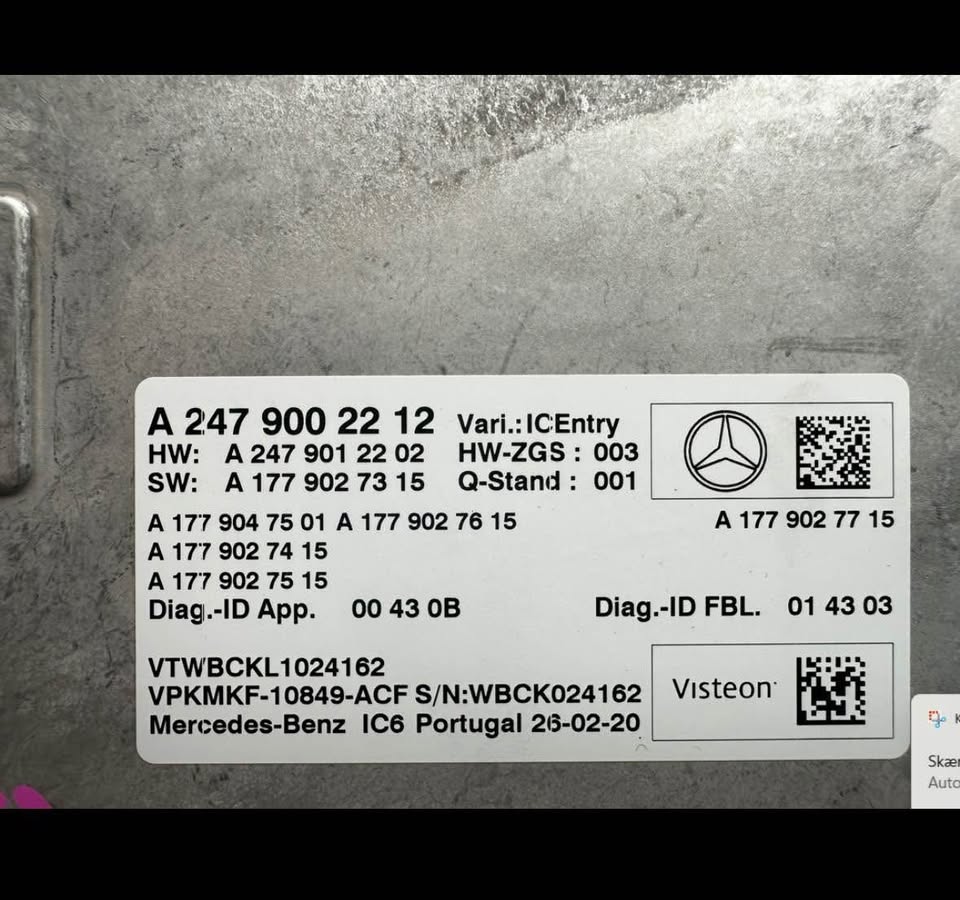 A 247 900 22 12 Vari.: ICEntry
HW: A 247 901 22 02 HW-ZGS : 003
SW: A 177 902 73 15 Q-Stand : 001
A 177 904 75 01 A 177 902 76 15 A 177 902 77 15
A 177 902 74 15
A 177 902 75 15
Diag.-ID App. 00 43 0B Diag.-ID FBL. 01 43 03
VTWBCKL1024162
VPKMKF-10849-ACF S/N:WBCK024162
Mercedes-Benz IC6 Portugal 26-02-20
Visteon